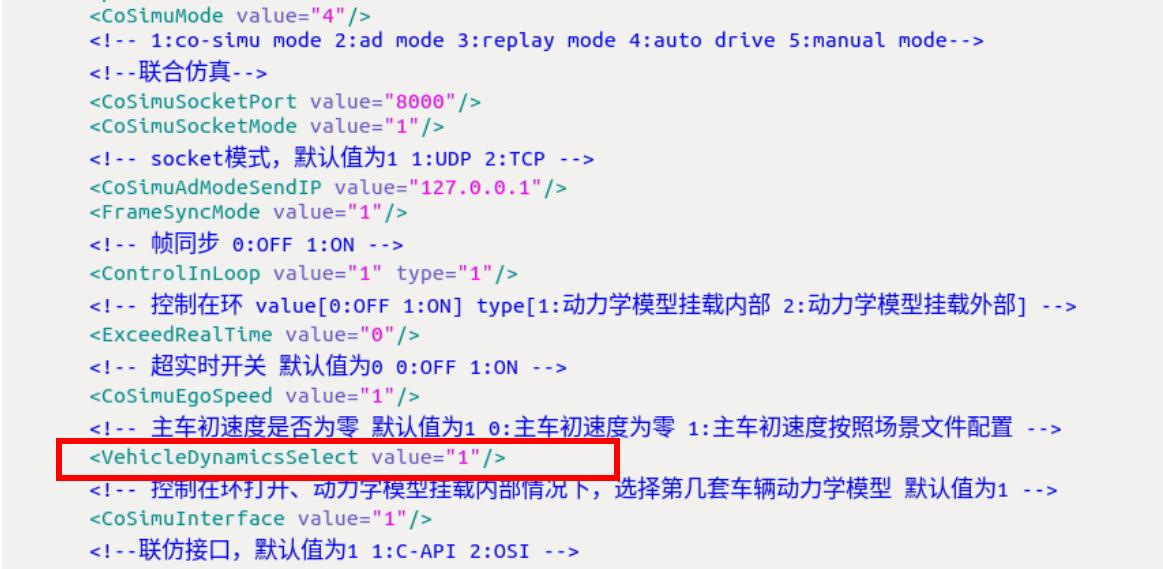 <CoSimuMode value="4"/>
<!-- 1:co-simu mode 2:ad mode 3:replay mode 4:auto drive 5:manual mode-->
<!--联合仿真-->
<CoSimuSocketPort value="8000"/>
<CoSimuSocketMode value="1"/>
<!-- socket模式，默认值为1 1:UDP 2:TCP -->
<CoSimuAdModeSendIP value="127.0.0.1"/>
<FrameSyncMode value="1"/>
<!-- 帧同步 0:OFF 1:ON -->
<ControlInLoop value="1" type="1"/>
<!-- 控制在环 value[0:OFF 1:ON] type[1:动力学模型挂载内部 2:动力学模型挂载外部] -->
<ExceedRealTime value="0"/>
<!-- 超实时开关 默认值为0 0:OFF 1:ON -->
<CoSimuEgoSpeed value="1"/>
<!-- 主车初速度是否为零 默认值为1 0:主车初速度为零 1:主车初速度按照场景文件配置 -->
<VehicleDynamicsSelect value="1"/>
<!-- 控制在环打开、动力学模型挂载内部情况下，选择第几套车辆动力学模型 默认值为1 -->
<CoSimuInterface value="1"/>
<!--联仿接口，默认值为1 1:C-API 2:OSI -->